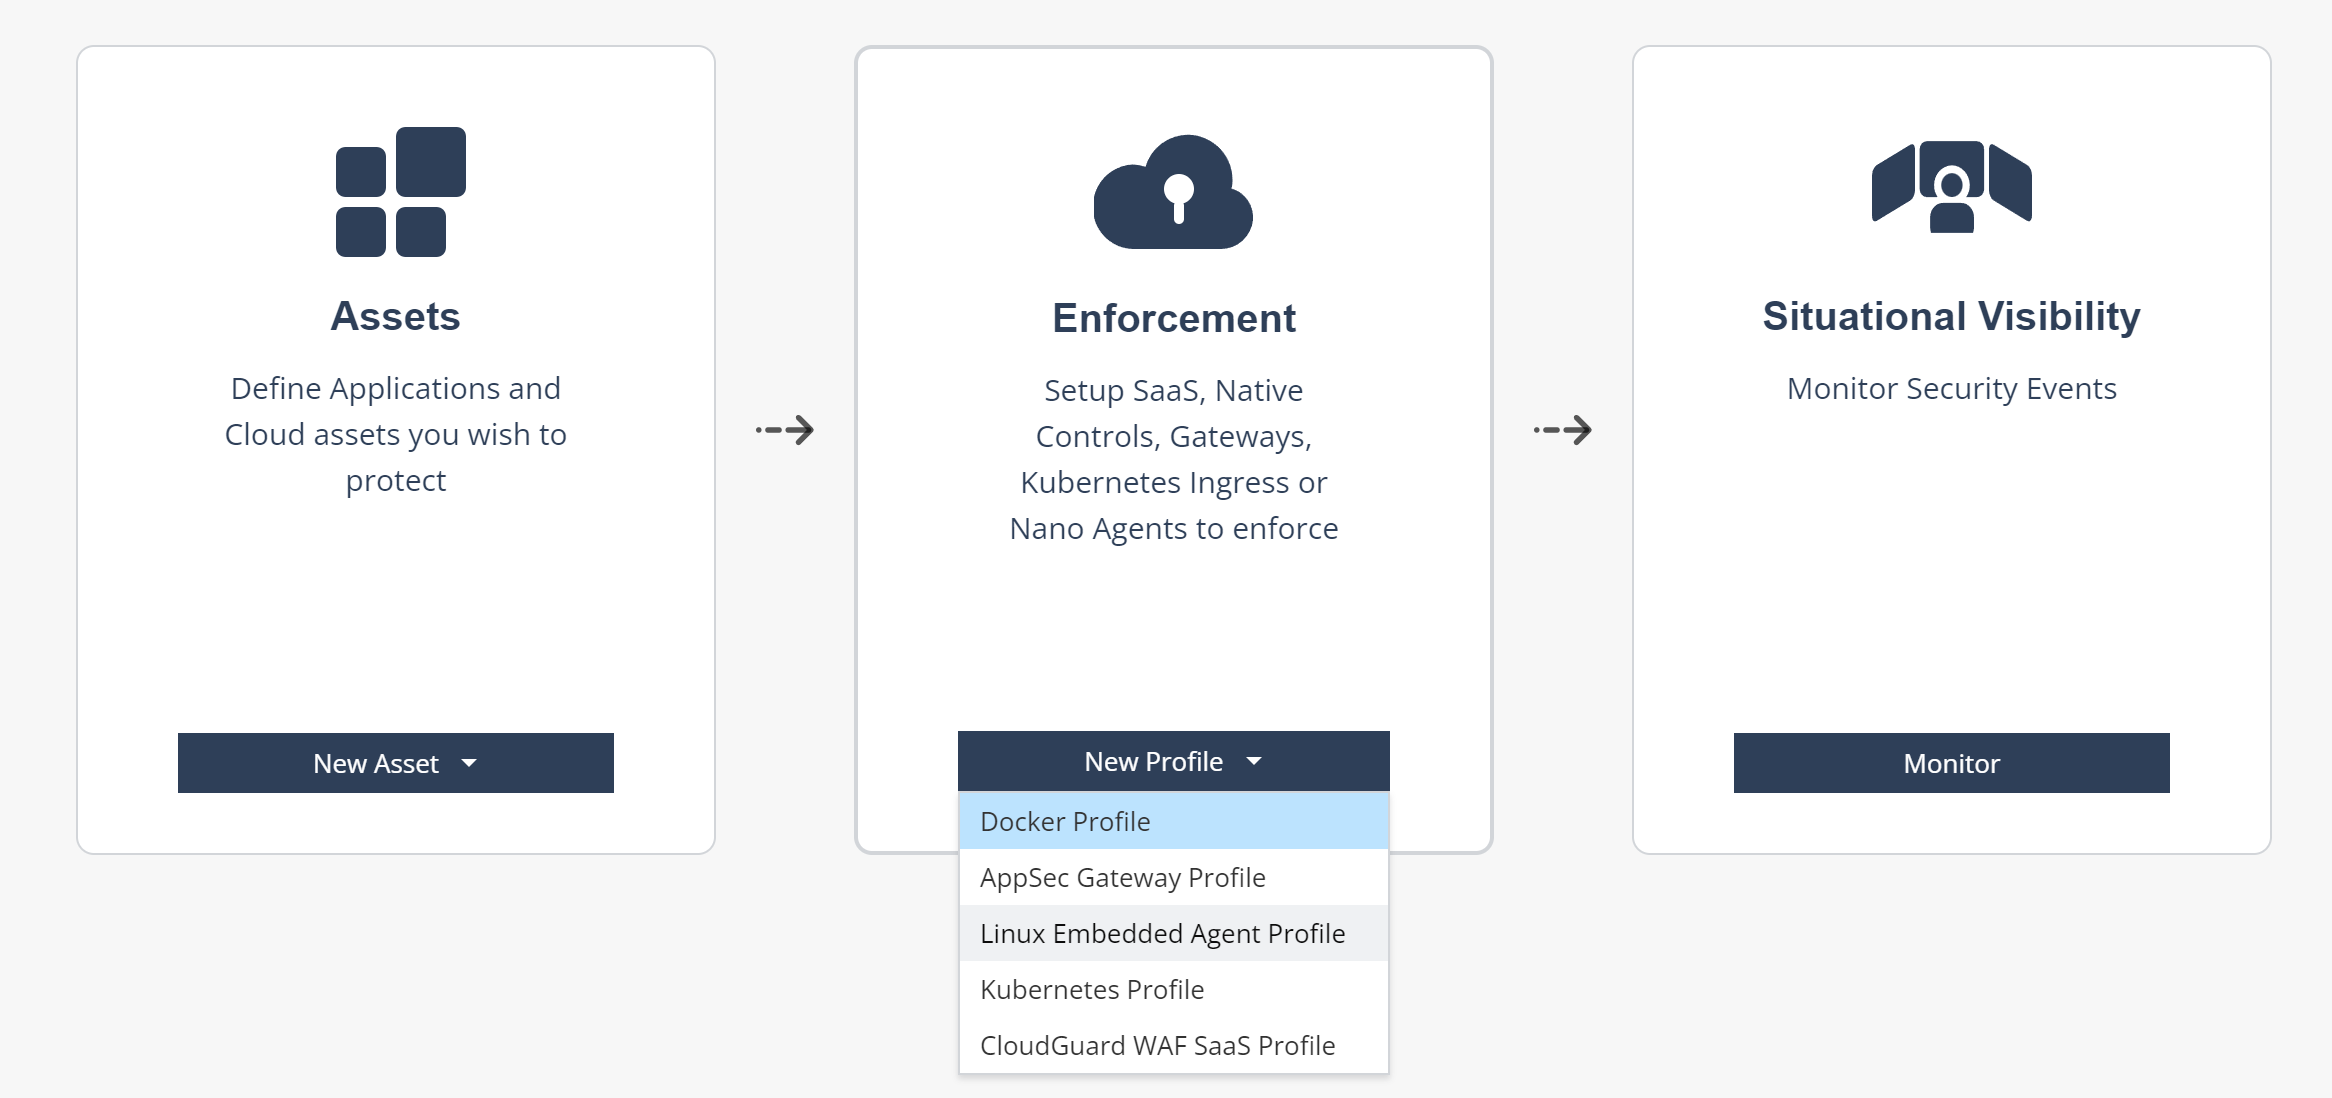 Assets
Define Applications and
Cloud assets you wish to
protect
New Asset
Enforcement
Setup SaaS, Native
Controls, Gateways,
Kubernetes Ingress or
Nano Agents to enforce
New Profile
Docker Profile
AppSec Gateway Profile
Linux Embedded Agent Profile
Kubernetes Profile
CloudGuard WAF SaaS Profile
Situational Visibility
Monitor Security Events
Monitor